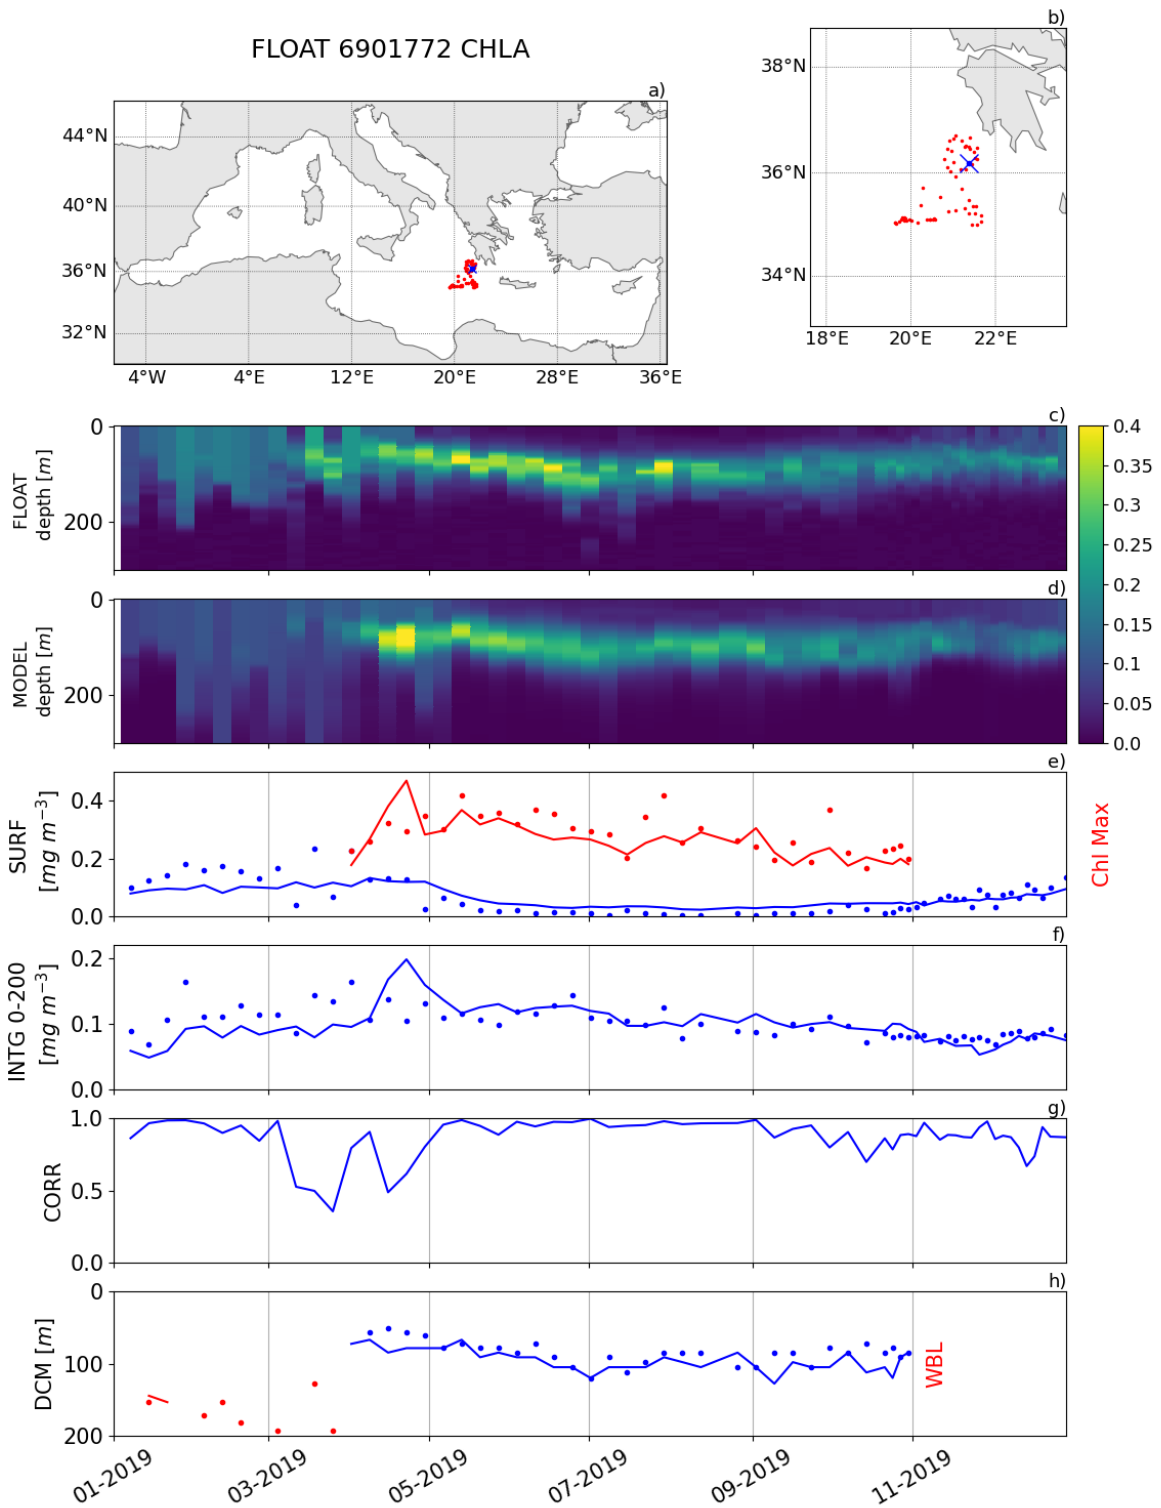 FLOAT 6901772 CHLA
a)
44°N
40°N
36°N
32°N
4°W 4°E 12°E 20°E 28°E 36°E
b)
38°N
36°N
34°N
18°E 20°E 22°E
c)
FLOAT
depth [m]
0
200
d)
MODEL
depth [m]
0
200
0.4
0.35
0.3
0.25
0.2
0.15
0.1
0.05
0.0
e)
SURF
[mg m⁻³]
0.4
0.2
0.0
Chl Max
f)
INTG 0-200
[mg m⁻³]
0.2
0.1
0.0
g)
CORR
1.0
0.5
0.0
h)
DCM [m]
0
100
200
WBL
01-2019 03-2019 05-2019 07-2019 09-2019 11-2019